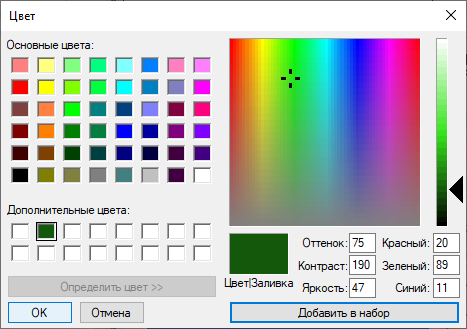 Цвет
Основные цвета:
Дополнительные цвета:
Определить цвет >>
OK
Отмена
Цвет|Заливка
Оттенок: 75
Контраст: 190
Яркость: 47
Красный: 20
Зеленый: 89
Синий: 11
Добавить в набор